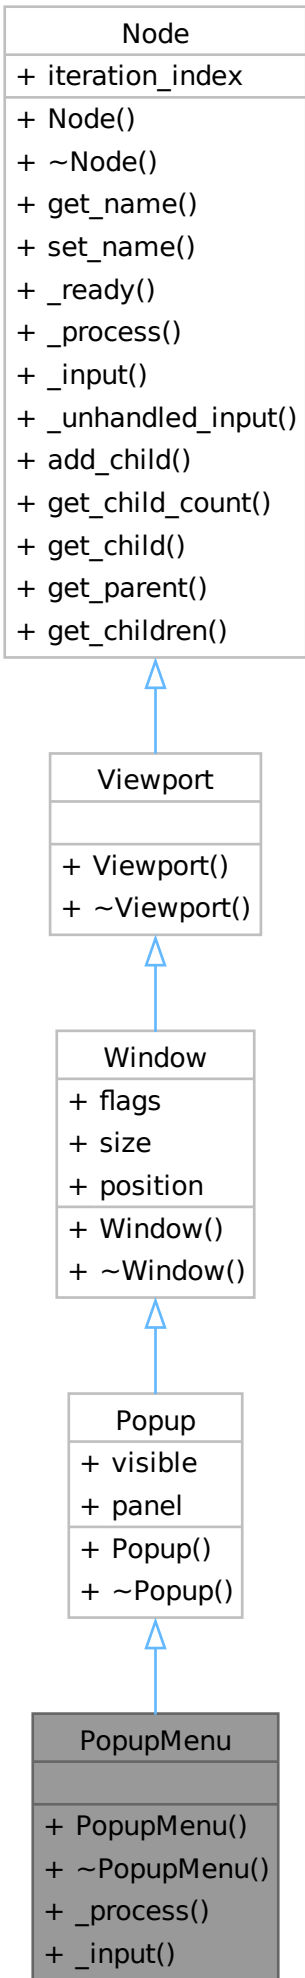 Node
+ iteration_index
+ Node()
+ ~Node()
+ get_name()
+ set_name()
+ _ready()
+ _process()
+ _input()
+ _unhandled_input()
+ add_child()
+ get_child_count()
+ get_child()
+ get_parent()
+ get_children()
Viewport
+ Viewport()
+ ~Viewport()
Window
+ flags
+ size
+ position
+ Window()
+ ~Window()
Popup
+ visible
+ panel
+ Popup()
+ ~Popup()
PopupMenu
+ PopupMenu()
+ ~PopupMenu()
+ _process()
+ _input()